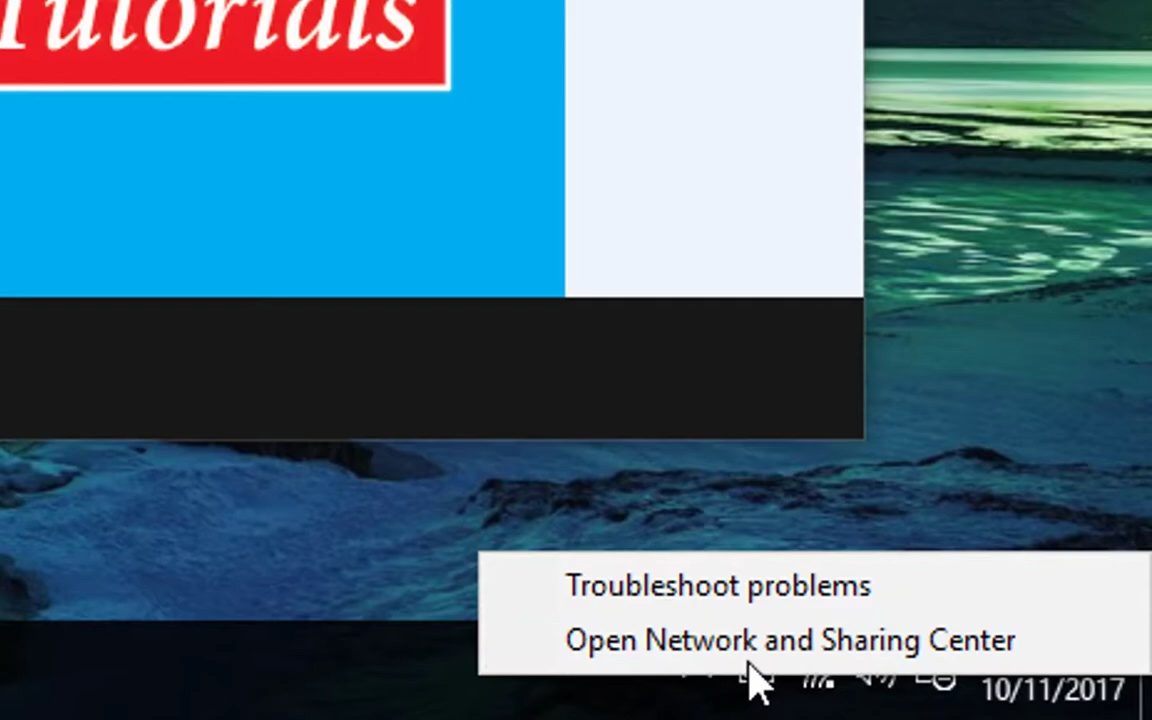 Tutorials
Troubleshoot problems
Open Network and Sharing Center
10/11/2017